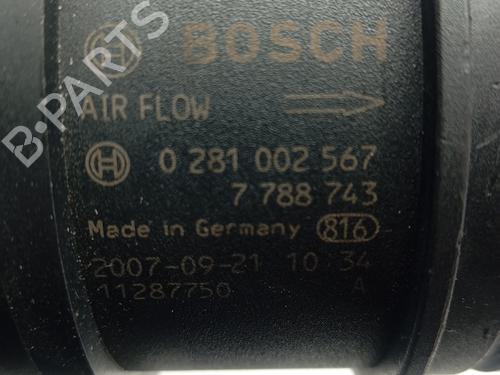 BOSCH
AIR FLOW
0 281 002 567
7 788 743
Made in Germany 816
2007-09-21 10:34
11287750 A
B-PARTS